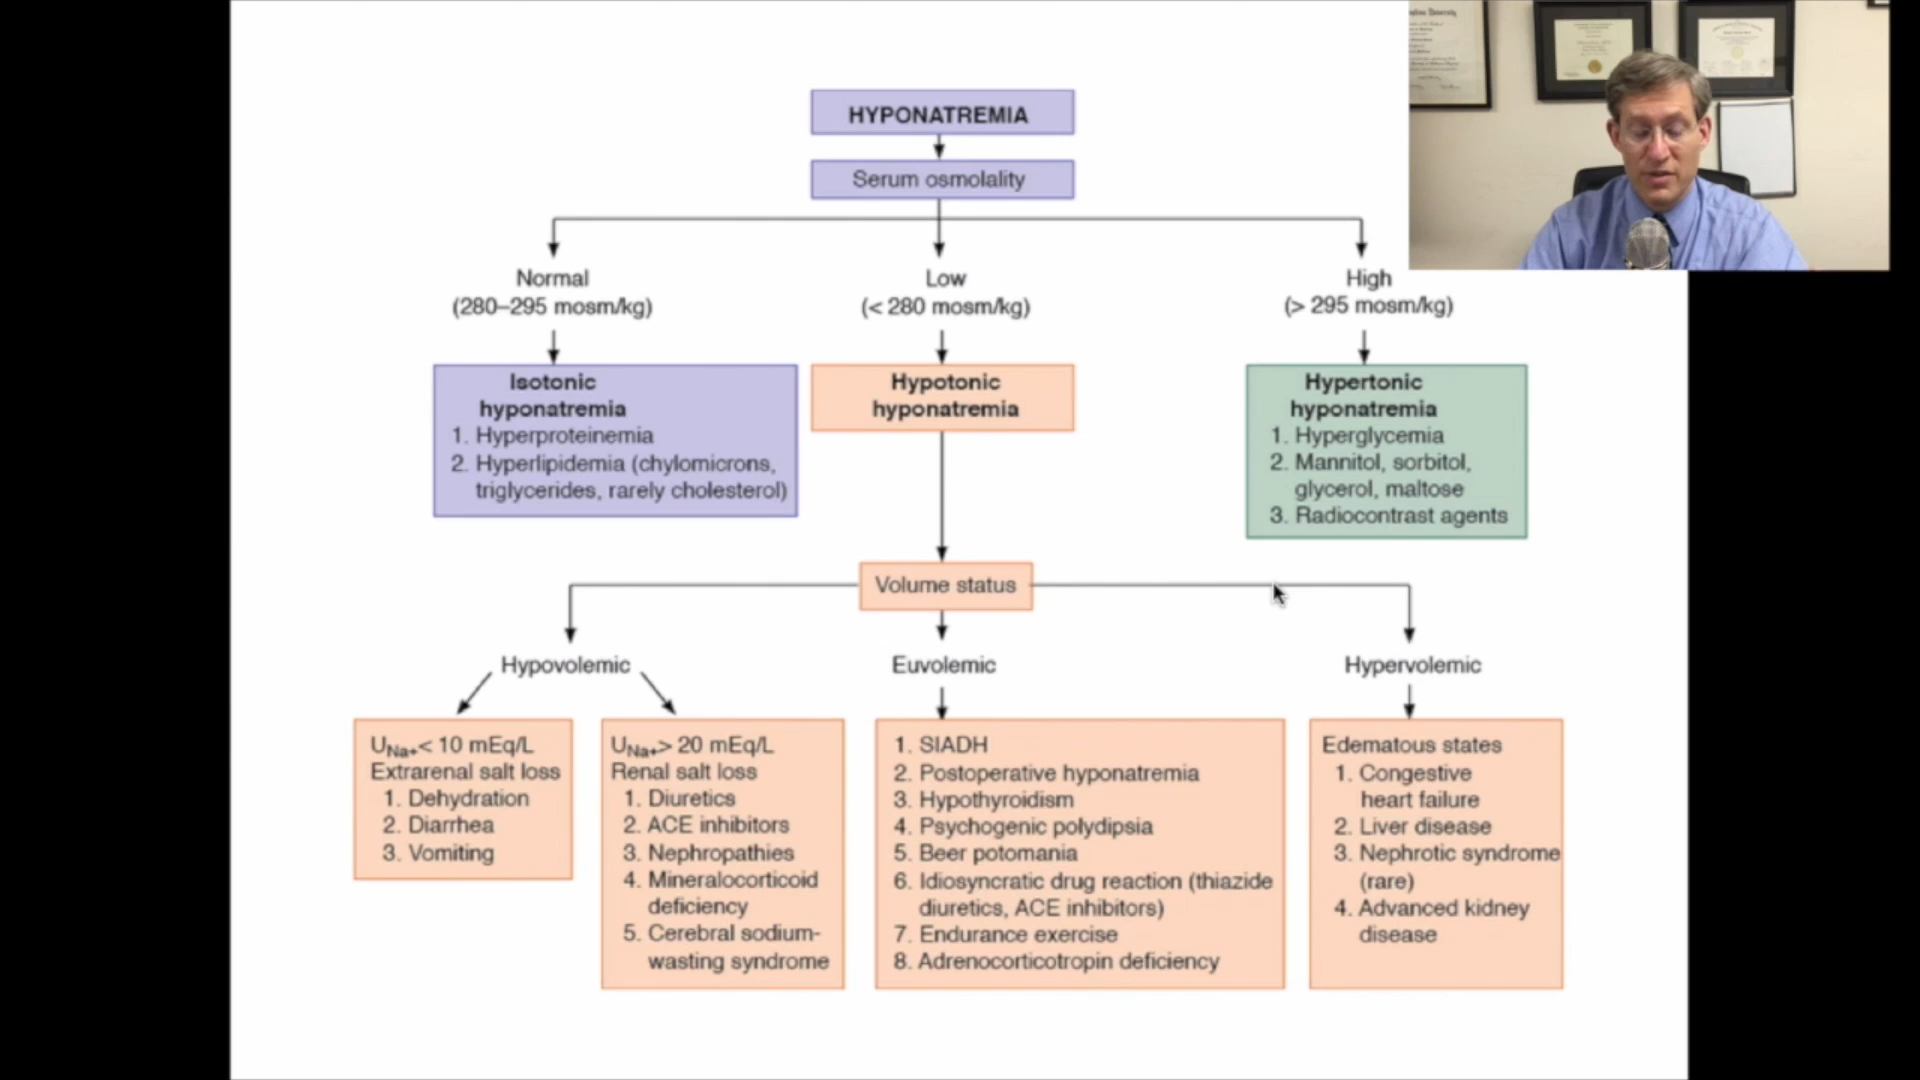 HYPONATREMIA
Serum osmolality
Normal
(280–295 mosm/kg)
Low
(< 280 mosm/kg)
High
(> 295 mosm/kg)
Isotonic
hyponatremia
1. Hyperproteinemia
2. Hyperlipidemia (chylomicrons,
triglycerides, rarely cholesterol)
Hypotonic
hyponatremia
Hypertonic
hyponatremia
1. Hyperglycemia
2. Mannitol, sorbitol,
glycerol, maltose
3. Radiocontrast agents
Volume status
Hypovolemic
Euvolemic
Hypervolemic
UNa+< 10 mEq/L
Extrarenal salt loss
1. Dehydration
2. Diarrhea
3. Vomiting
UNa+> 20 mEq/L
Renal salt loss
1. Diuretics
2. ACE inhibitors
3. Nephropathies
4. Mineralocorticoid
deficiency
5. Cerebral sodium-
wasting syndrome
1. SIADH
2. Postoperative hyponatremia
3. Hypothyroidism
4. Psychogenic polydipsia
5. Beer potomania
6. Idiosyncratic drug reaction (thiazide
diuretics, ACE inhibitors)
7. Endurance exercise
8. Adrenocorticotropin deficiency
Edematous states
1. Congestive
heart failure
2. Liver disease
3. Nephrotic syndrome
(rare)
4. Advanced kidney
disease